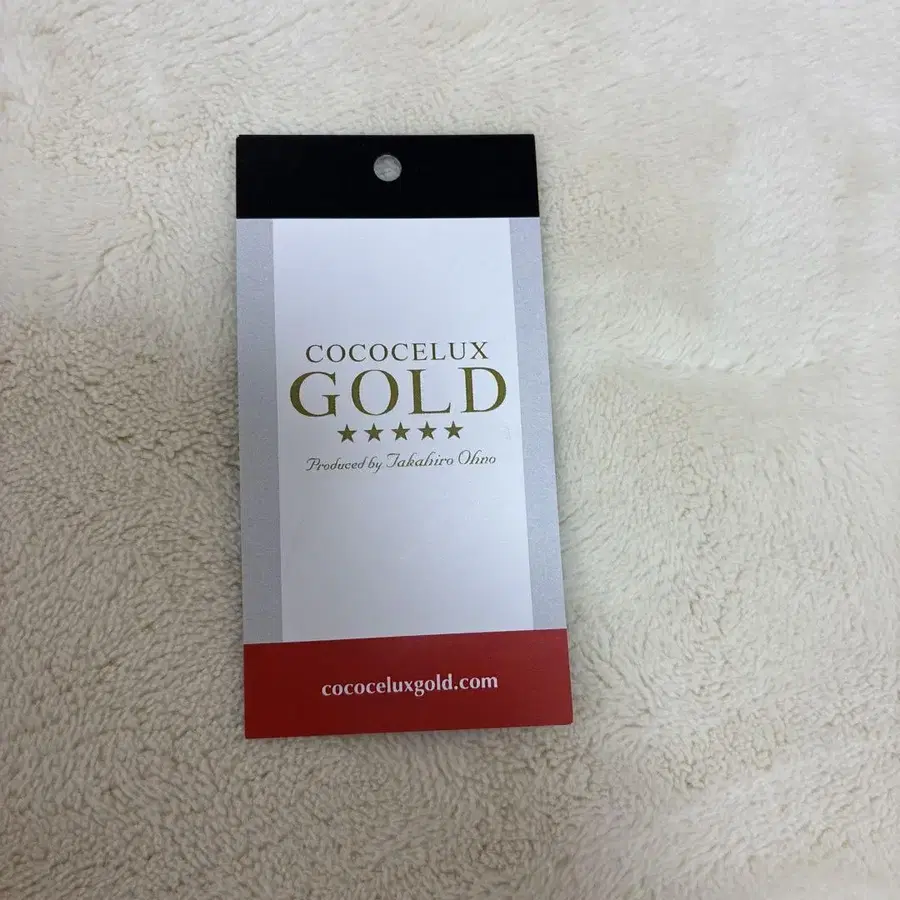 COCOCELUX
GOLD
★★★★★
Produced by Takahiro Ohno
cococeluxgold.com